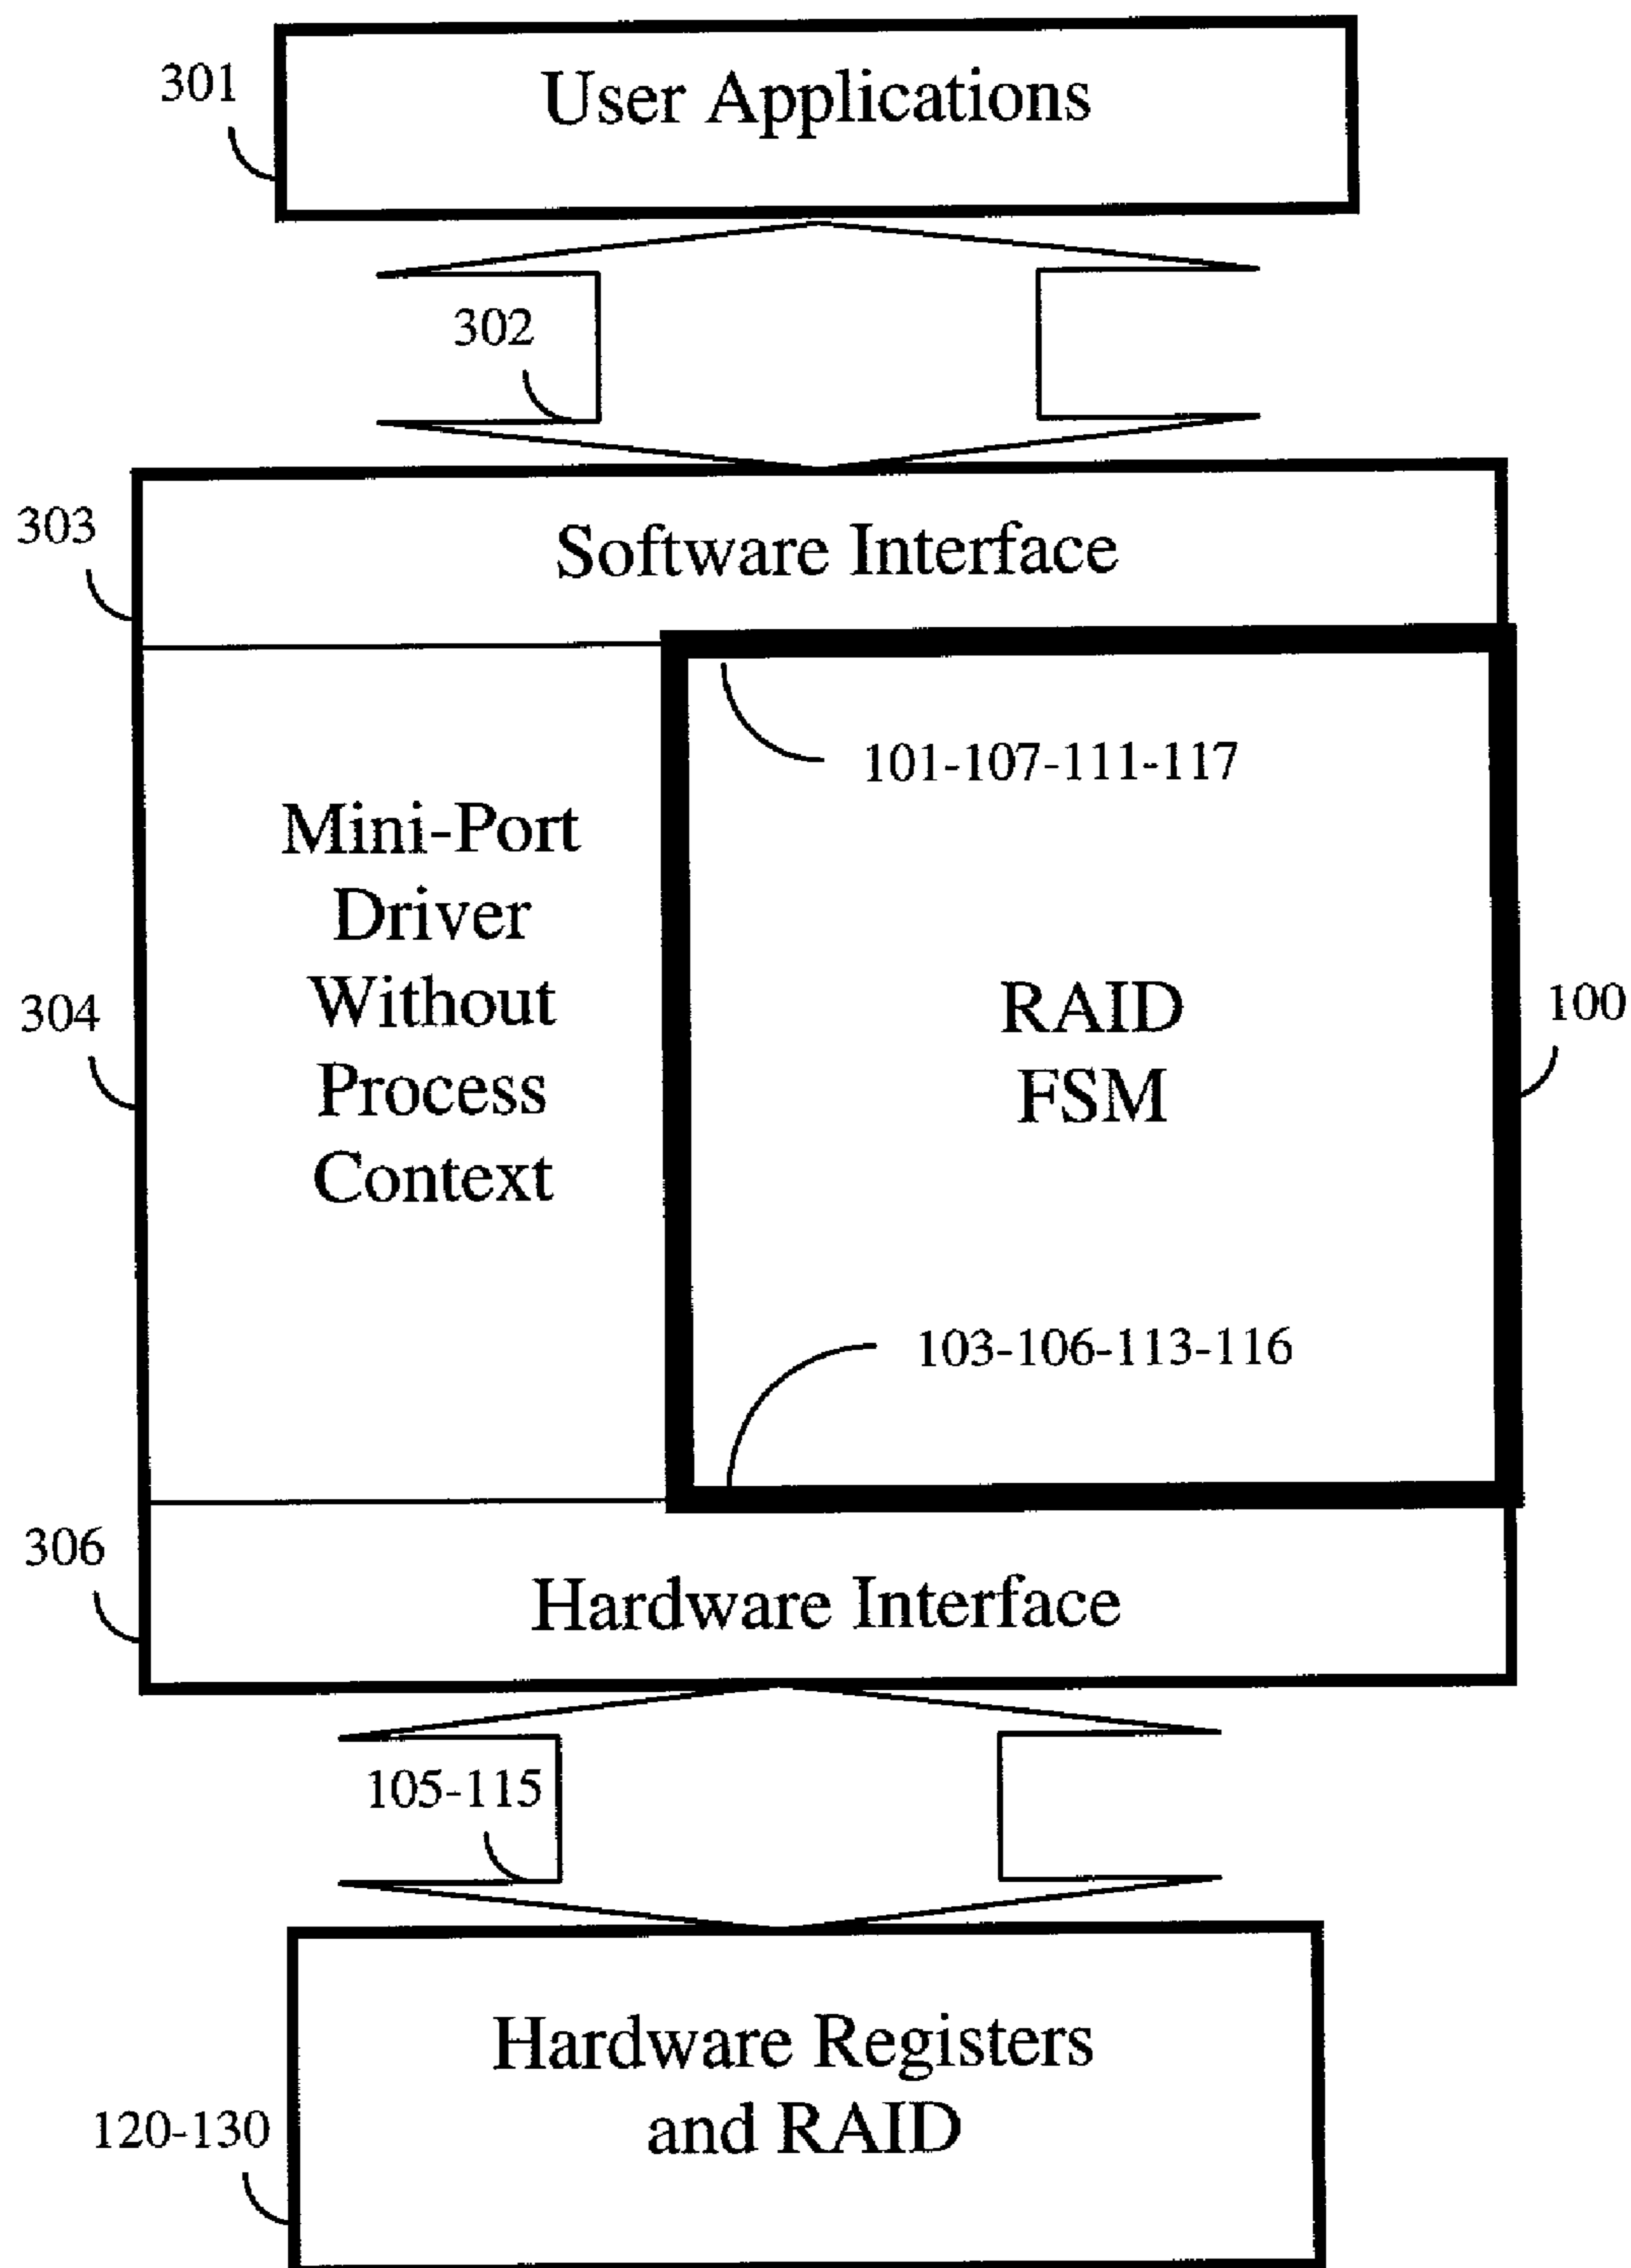 301
User Applications
302
303
Software Interface
101-107-111-117
Mini-Port
Driver
Without
Process
Context
304
RAID
FSM
100
103-106-113-116
306
Hardware Interface
105-115
Hardware Registers
and RAID
120-130